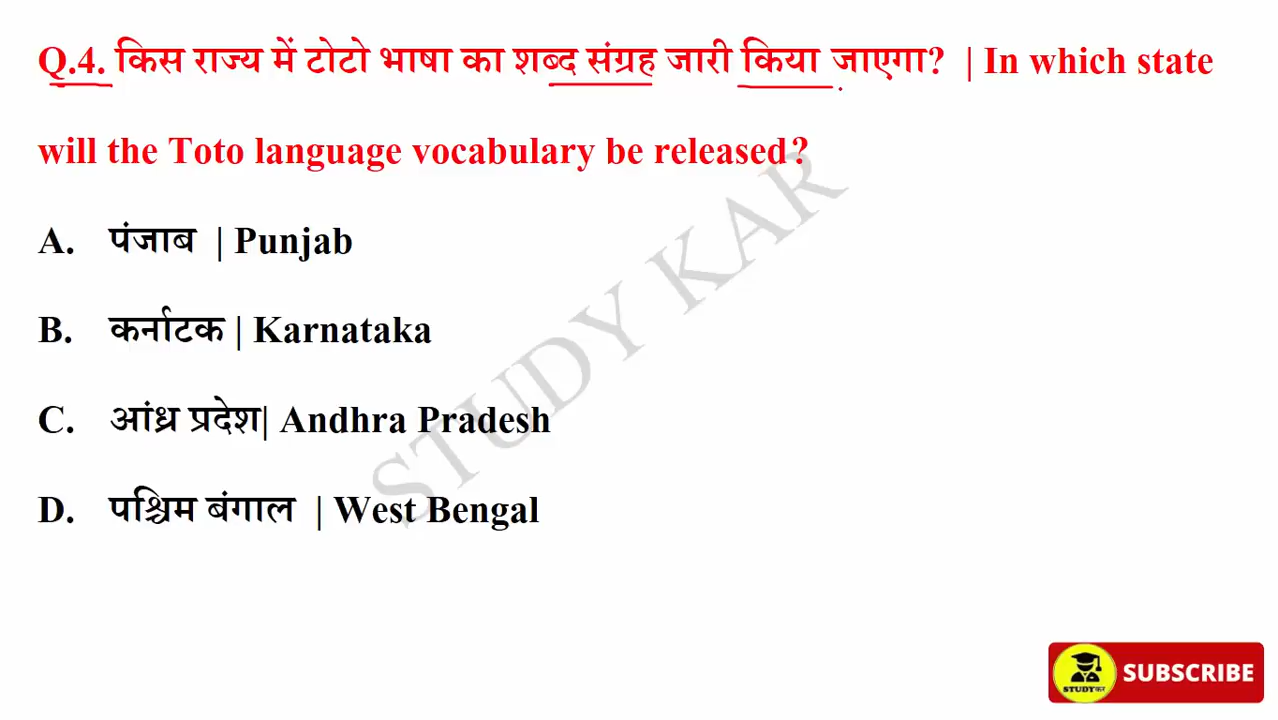 Q.4. किस राज्य में टोटो भाषा का शब्द संग्रह जारी किया जाएगा? | In which state
will the Toto language vocabulary be released?
A. पंजाब | Punjab
B. कर्नाटक | Karnataka
C. आंध्र प्रदेश| Andhra Pradesh
D. पश्चिम बंगाल | West Bengal
STUDY KAR
STUDYकर
SUBSCRIBE